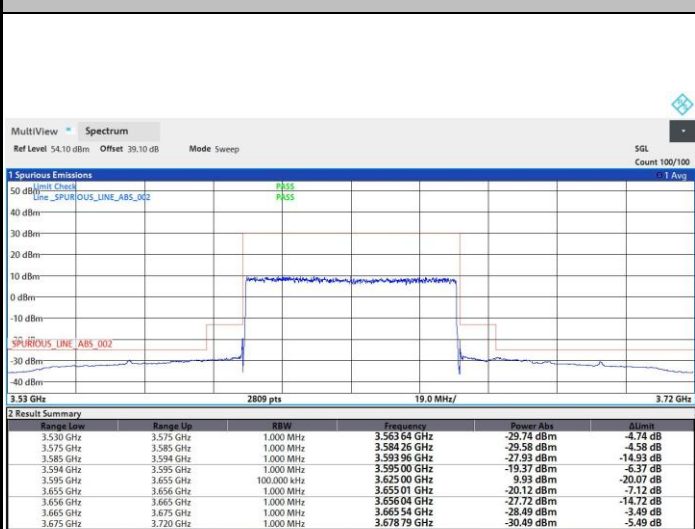 MultiView Spectrum
Ref Level 54.10 dBm Offset 39.10 dB Mode Sweep SGL
Count 100/100
1 Spurious Emissions 1 Avg
50 dBm Limit Check PASS
Line _SPURIOUS_LINE_ABS_002 PASS
40 dBm
30 dBm
20 dBm
10 dBm
0 dBm
-10 dBm
-20 dBm
_SPURIOUS_LINE_ABS_002
-30 dBm
-40 dBm
3.53 GHz 2809 pts 19.0 MHz/ 3.72 GHz
2 Result Summary
Range Low Range Up RBW Frequency Power Abs ΔLimit
3.530 GHz 3.575 GHz 1.000 MHz 3.563 64 GHz -29.74 dBm -4.74 dB
3.575 GHz 3.585 GHz 1.000 MHz 3.584 26 GHz -29.58 dBm -4.58 dB
3.585 GHz 3.594 GHz 1.000 MHz 3.593 96 GHz -27.93 dBm -14.93 dB
3.594 GHz 3.595 GHz 1.000 MHz 3.595 00 GHz -19.37 dBm -6.37 dB
3.595 GHz 3.655 GHz 100.000 kHz 3.625 00 GHz 9.93 dBm -20.07 dB
3.655 GHz 3.656 GHz 1.000 MHz 3.655 01 GHz -20.12 dBm -7.12 dB
3.656 GHz 3.665 GHz 1.000 MHz 3.656 04 GHz -27.72 dBm -14.72 dB
3.665 GHz 3.675 GHz 1.000 MHz 3.665 54 GHz -28.49 dBm -3.49 dB
3.675 GHz 3.720 GHz 1.000 MHz 3.678 79 GHz -30.49 dBm -5.49 dB